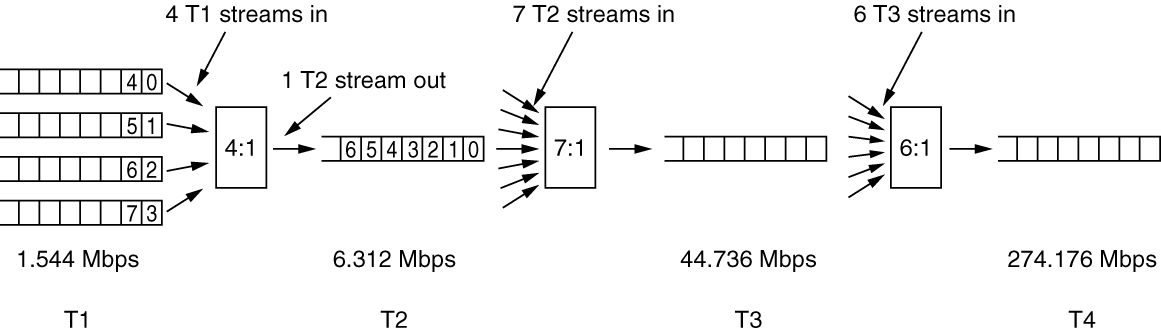 4 T1 streams in
7 T2 streams in
6 T3 streams in
1 T2 stream out
4 0
5 1
6 2
7 3
4:1
6 5 4 3 2 1 0
7:1
6:1
1.544 Mbps
6.312 Mbps
44.736 Mbps
274.176 Mbps
T1
T2
T3
T4